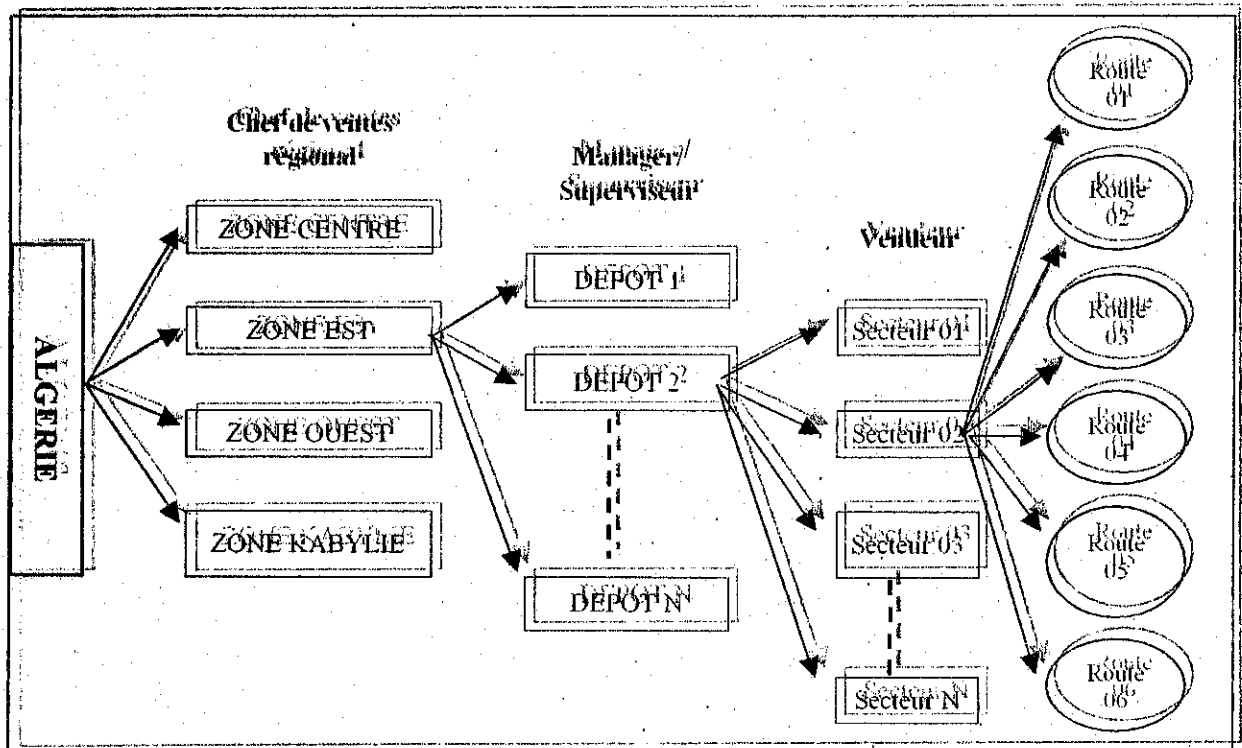 ALGERIE
Chef de ventes
régional
ZONE CENTRE
ZONE EST
ZONE OUEST
ZONE KABYLIE
Manager/
Superviseur
DEPOT 1
DEPOT 2
DEPOT N
Vendeur
Secteur 01
Secteur 02
Secteur 03
Secteur N
Route
01
Route
02
Route
03
Route
04
Route
05
Route
06